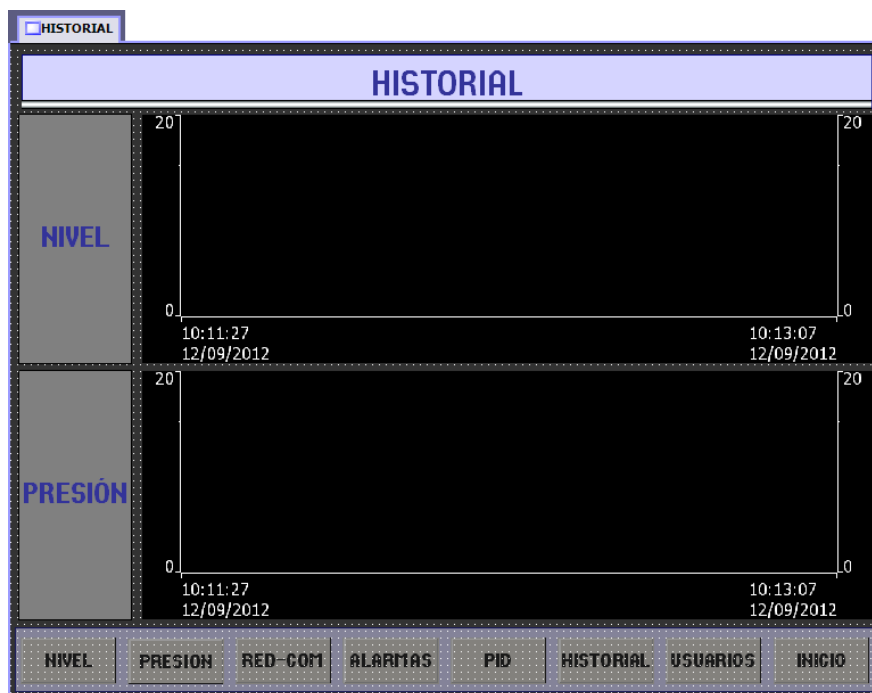 HISTORIAL
HISTORIAL
20 20
NIVEL
0 0
10:11:27 10:13:07
12/09/2012 12/09/2012
20 20
PRESIÓN
0 0
10:11:27 10:13:07
12/09/2012 12/09/2012
NIVEL PRESION RED-COM ALARMAS PID HISTORIAL USUARIOS INICIO